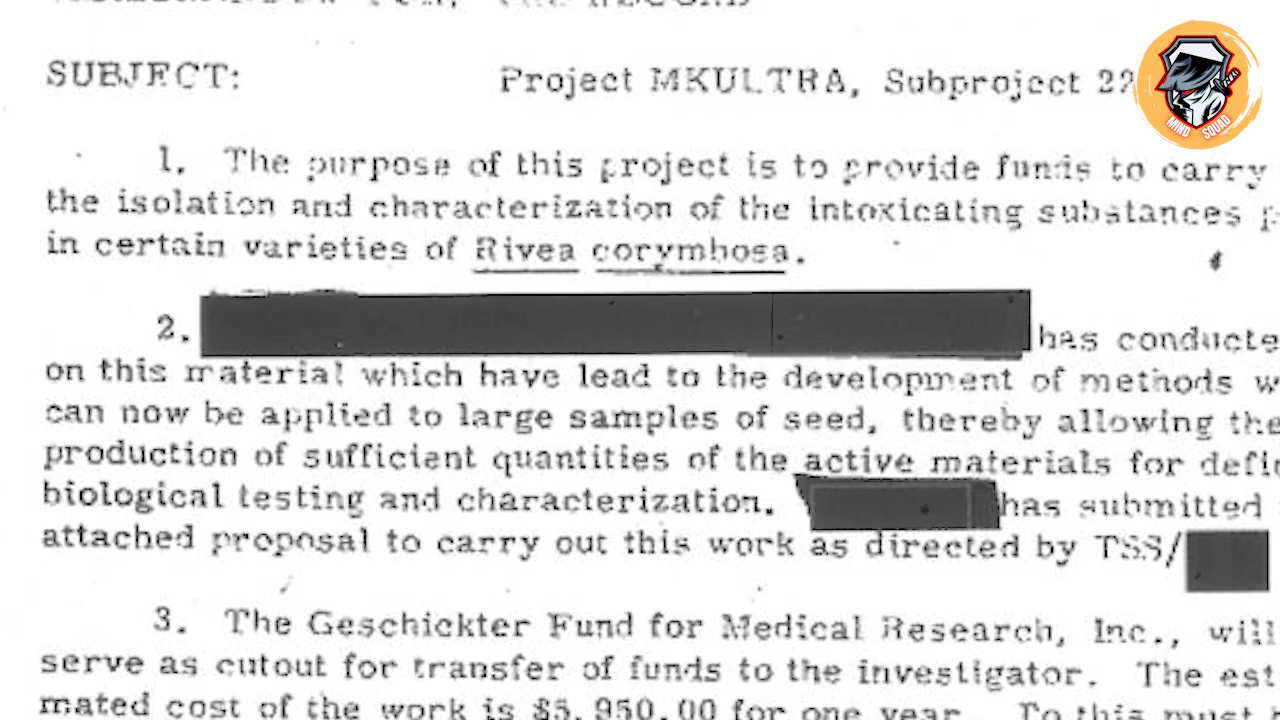 SUBJECT: Project MKULTRA, Subproject 22
MIND SQUAD
1. The purpose of this project is to provide funds to carry
the isolation and characterization of the intoxicating substances p
in certain varieties of Rivea corymbosa.
2. has conducte
on this material which have lead to the development of methods w
can now be applied to large samples of seed, thereby allowing the
production of sufficient quantities of the active materials for defin
biological testing and characterization. has submitted
attached proposal to carry out this work as directed by TSS/
3. The Geschickter Fund for Medical Research, Inc., will
serve as cutout for transfer of funds to the investigator. The est
mated cost of the work is $5,950.00 for one year. To this must